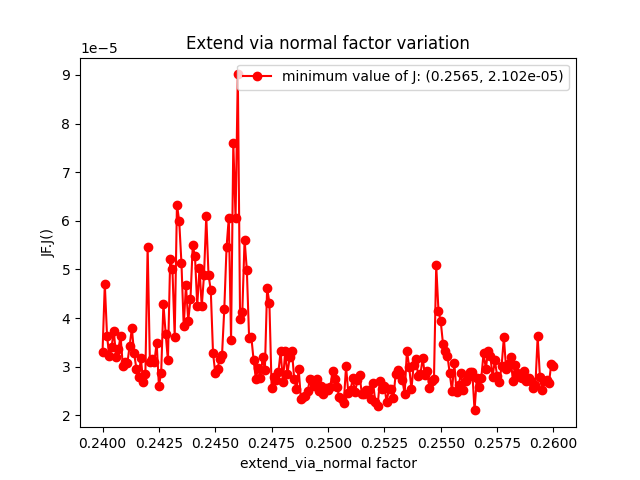 Extend via normal factor variation
1e−5
minimum value of J: (0.2565, 2.102e-05)
9
8
7
6
5
4
3
2
JF.J()
0.2400 0.2425 0.2450 0.2475 0.2500 0.2525 0.2550 0.2575 0.2600
extend_via_normal factor